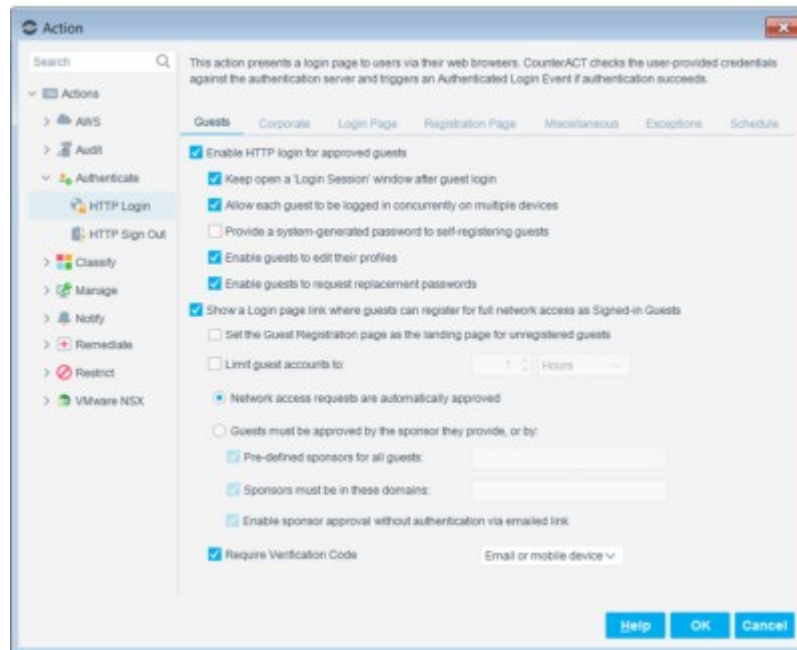 Action
Search
This action presents a login page to users via their web browsers. CounterACT checks the user-provided credentials
against the authentication server and triggers an Authenticated Login Event if authentication succeeds.
Actions
AWS
Audit
Authenticate
HTTP Login
HTTP Sign Out
Classify
Manage
Notify
Remediate
Restrict
VMware NSX
Guests Corporate Login Page Registration Page Miscellaneous Exceptions Schedule
Enable HTTP login for approved guests
Keep open a 'Login Session' window after guest login
Allow each guest to be logged in concurrently on multiple devices
Provide a system-generated password to self-registering guests
Enable guests to edit their profiles
Enable guests to request replacement passwords
Show a Login page link where guests can register for full network access as Signed-in Guests
Set the Guest Registration page as the landing page for unregistered guests
Limit guest accounts to: 1 Hours
Network access requests are automatically approved
Guests must be approved by the sponsor they provide, or by:
Pre-defined sponsors for all guests:
Sponsors must be in these domains:
Enable sponsor approval without authentication via emailed link
Require Verification Code Email or mobile device
Help OK Cancel